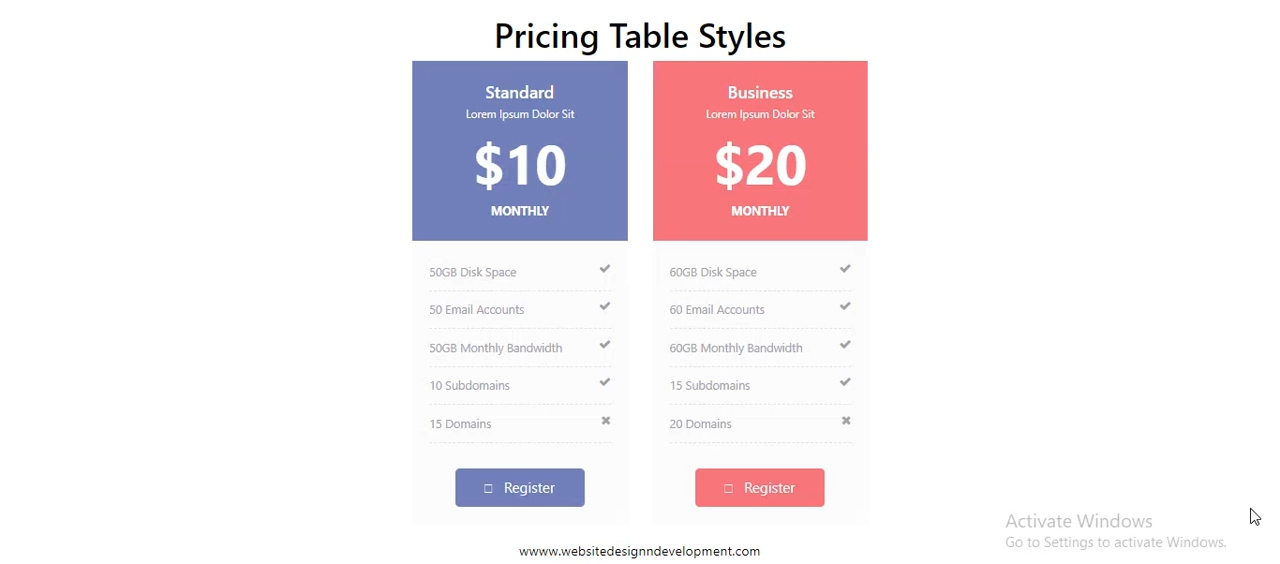 Pricing Table Styles
Standard
Lorem Ipsum Dolor Sit
$10
MONTHLY
50GB Disk Space
50 Email Accounts
50GB Monthly Bandwidth
10 Subdomains
15 Domains
Register
Business
Lorem Ipsum Dolor Sit
$20
MONTHLY
60GB Disk Space
60 Email Accounts
60GB Monthly Bandwidth
15 Subdomains
20 Domains
Register
wwww.websitedesignndevelopment.com
Activate Windows
Go to Settings to activate Windows.